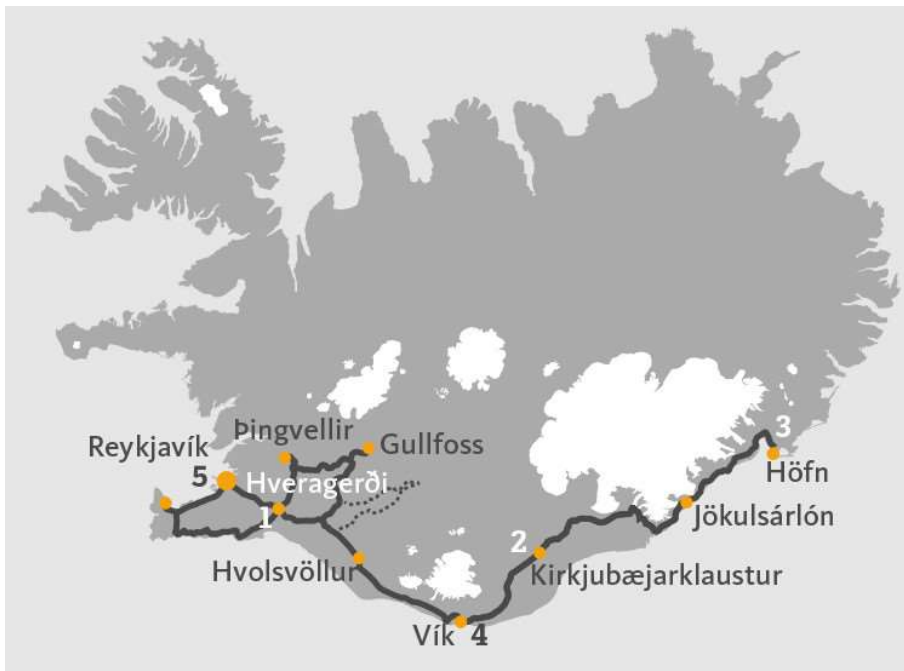 Þingvellir
Reykjavík
Gullfoss
5 Hveragerði
1
3
Höfn
Jökulsárlón
2
Hvolsvöllur
Kirkjubæjarklaustur
Vík 4